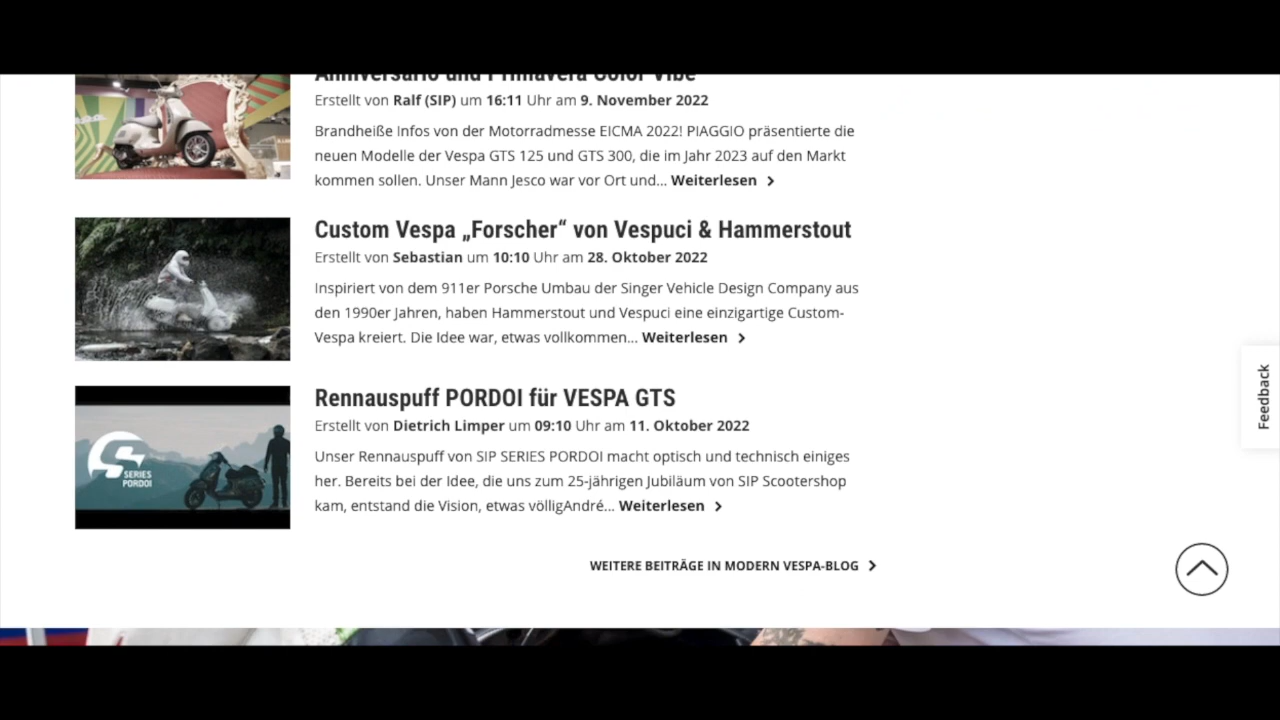 Anniversario und Primavera Color Vibe
Erstellt von Ralf (SIP) um 16:11 Uhr am 9. November 2022
Brandheiße Infos von der Motorradmesse EICMA 2022! PIAGGIO präsentierte die
neuen Modelle der Vespa GTS 125 und GTS 300, die im Jahr 2023 auf den Markt
kommen sollen. Unser Mann Jesco war vor Ort und... Weiterlesen
Custom Vespa „Forscher“ von Vespuci & Hammerstout
Erstellt von Sebastian um 10:10 Uhr am 28. Oktober 2022
Inspiriert von dem 911er Porsche Umbau der Singer Vehicle Design Company aus
den 1990er Jahren, haben Hammerstout und Vespuci eine einzigartige Custom-
Vespa kreiert. Die Idee war, etwas vollkommen... Weiterlesen
SERIES
PORDOI
Rennauspuff PORDOI für VESPA GTS
Erstellt von Dietrich Limper um 09:10 Uhr am 11. Oktober 2022
Unser Rennauspuff von SIP SERIES PORDOI macht optisch und technisch einiges
her. Bereits bei der Idee, die uns zum 25-jährigen Jubiläum von SIP Scootershop
kam, entstand die Vision, etwas völligAndré... Weiterlesen
WEITERE BEITRÄGE IN MODERN VESPA-BLOG
Feedback